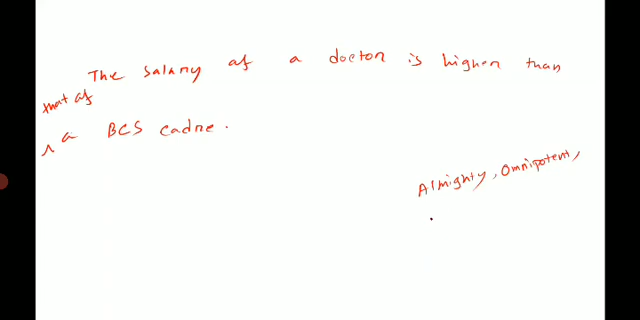 The salary of a doctor is higher than
that of
^ a BCS cadre.
Almighty, Omnipotent,